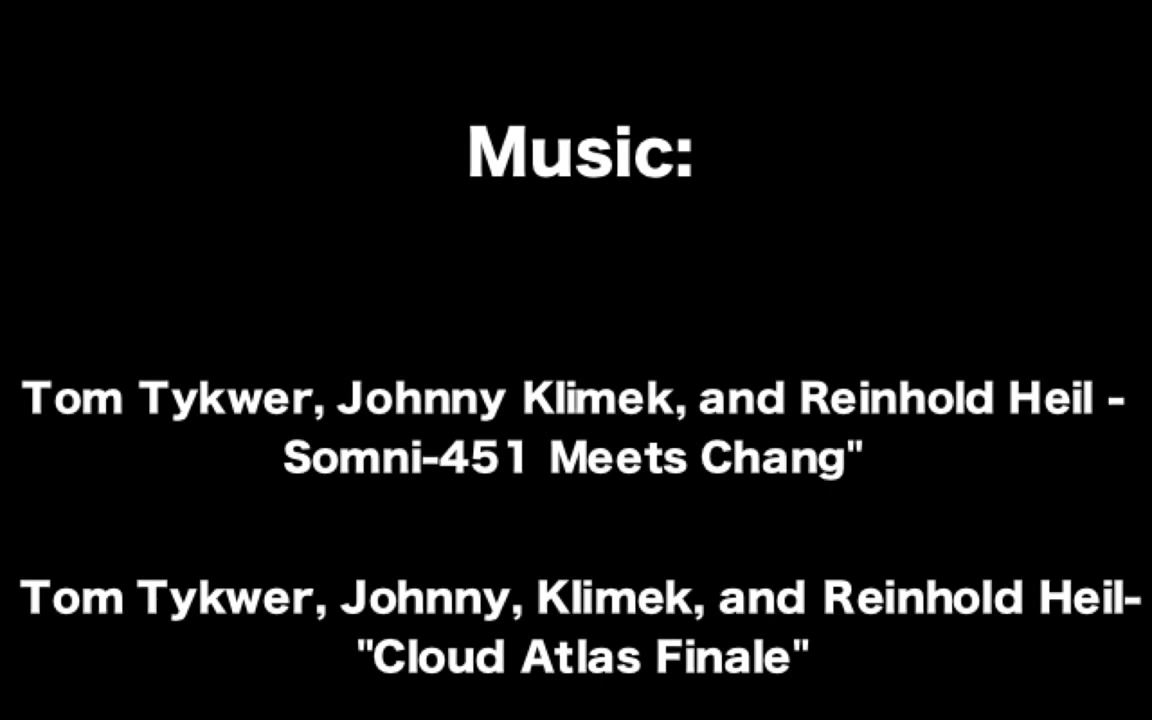 Music:
Tom Tykwer, Johnny Klimek, and Reinhold Heil -
Somni-451 Meets Chang"
Tom Tykwer, Johnny, Klimek, and Reinhold Heil-
"Cloud Atlas Finale"